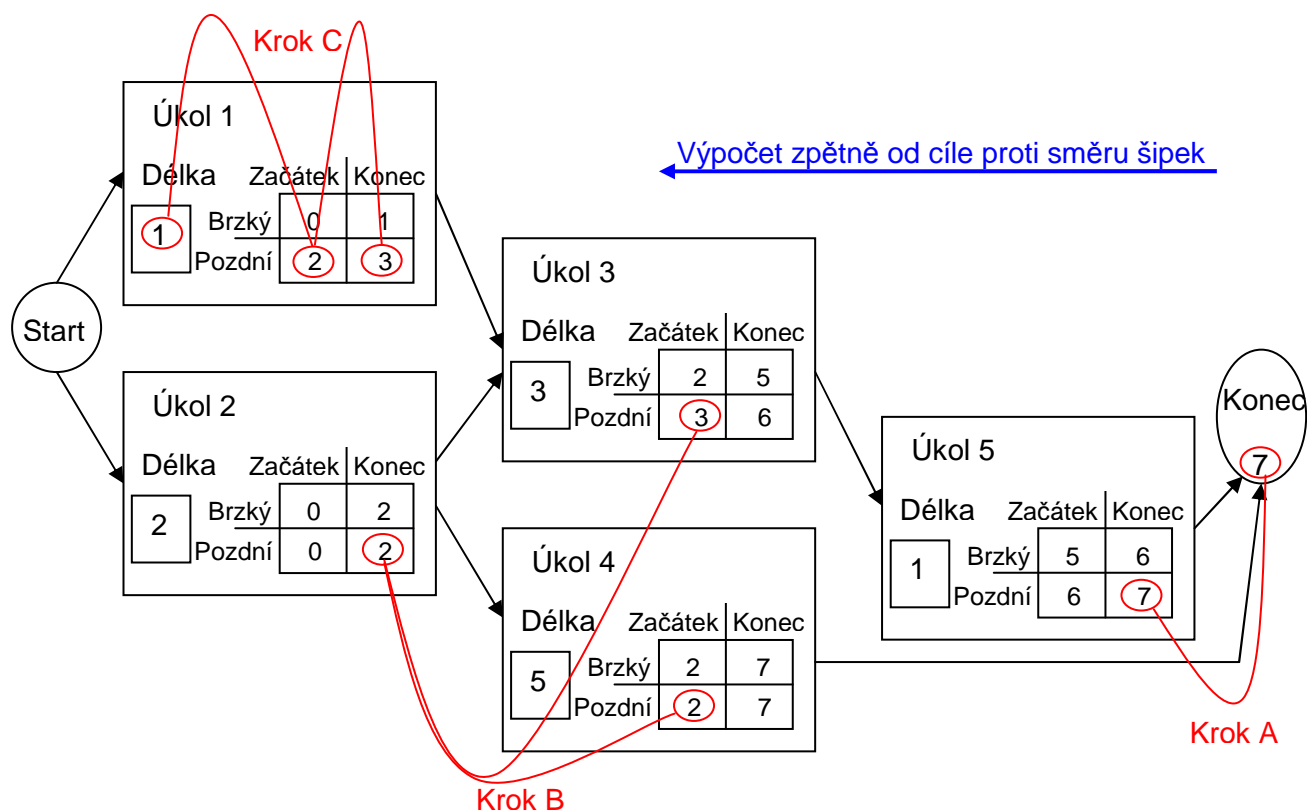 Krok C
Úkol 1
Délka Začátek Konec
1 Brzký 0 1
Pozdní 2 3
Výpočet zpětně od cíle proti směru šipek
Start
Úkol 2
Délka Začátek Konec
2 Brzký 0 2
Pozdní 0 2
Úkol 3
Délka Začátek Konec
3 Brzký 2 5
Pozdní 3 6
Úkol 4
Délka Začátek Konec
5 Brzký 2 7
Pozdní 2 7
Úkol 5
Délka Začátek Konec
1 Brzký 5 6
Pozdní 6 7
Konec
7
Krok A
Krok B